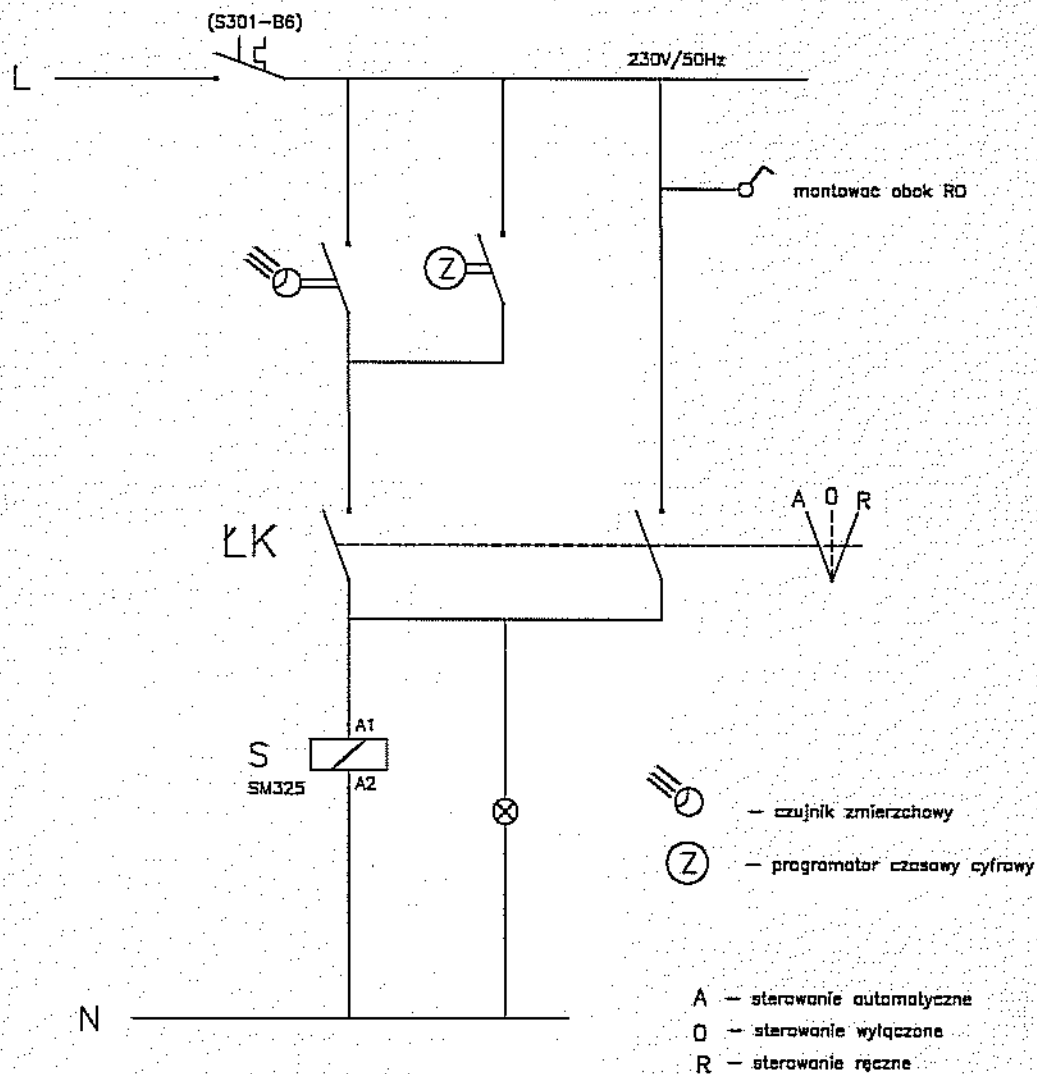 (S301-B6)
L
230V/50Hz
montować obok RO
Z
ŁK
A 0 R
A1
S
SM325
A2
– czujnik zmierzchowy
Z – programator czasowy cyfrowy
N
A – sterowanie automatyczne
0 – sterowanie wyłączone
R – sterowanie ręczne